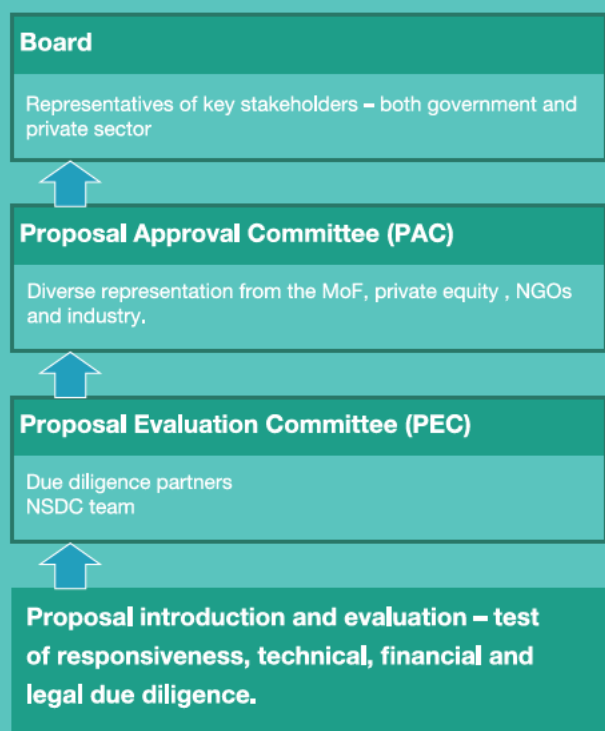 Board
Representatives of key stakeholders – both government and
private sector
Proposal Approval Committee (PAC)
Diverse representation from the MoF, private equity , NGOs
and industry.
Proposal Evaluation Committee (PEC)
Due diligence partners
NSDC team
Proposal introduction and evaluation – test
of responsiveness, technical, financial and
legal due diligence.